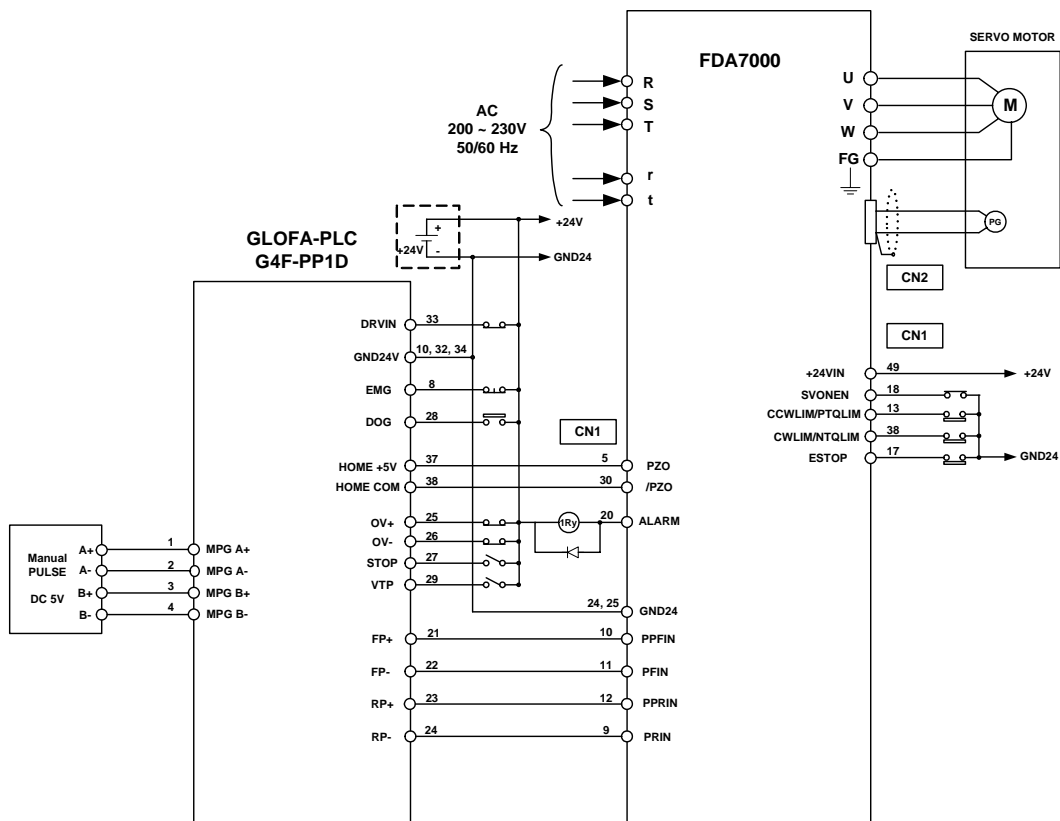 SERVO MOTOR
FDA7000
AC
200 ~ 230V
50/60 Hz
R
S
T
r
t
U
V
W
FG
M
PG
CN2
CN1
GLOFA-PLC
G4F-PP1D
+
+24V
-
+24V
GND24
DRVIN 33
GND24V 10, 32, 34
EMG 8
DOG 28
CN1
HOME +5V 37 5 PZO
HOME COM 38 30 /PZO
OV+ 25 1Ry 20 ALARM
OV- 26
STOP 27
VTP 29
24, 25 GND24
FP+ 21 10 PPFIN
FP- 22 11 PFIN
RP+ 23 12 PPRIN
RP- 24 9 PRIN
+24VIN 49 +24V
SVONEN 18
CCWLIM/PTQLIM 13
CWLIM/NTQLIM 38
ESTOP 17 GND24
Manual
PULSE
DC 5V
A+ 1 MPG A+
A- 2 MPG A-
B+ 3 MPG B+
B- 4 MPG B-